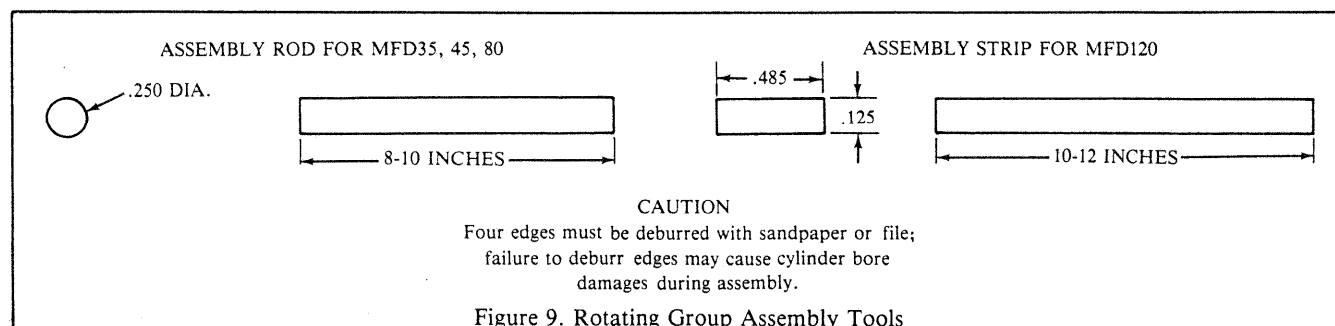 ASSEMBLY ROD FOR MFD35, 45, 80
.250 DIA.
8-10 INCHES
ASSEMBLY STRIP FOR MFD120
.485
.125
10-12 INCHES
CAUTION
Four edges must be deburred with sandpaper or file;
failure to deburr edges may cause cylinder bore
damages during assembly.
Figure 9. Rotating Group Assembly Tools